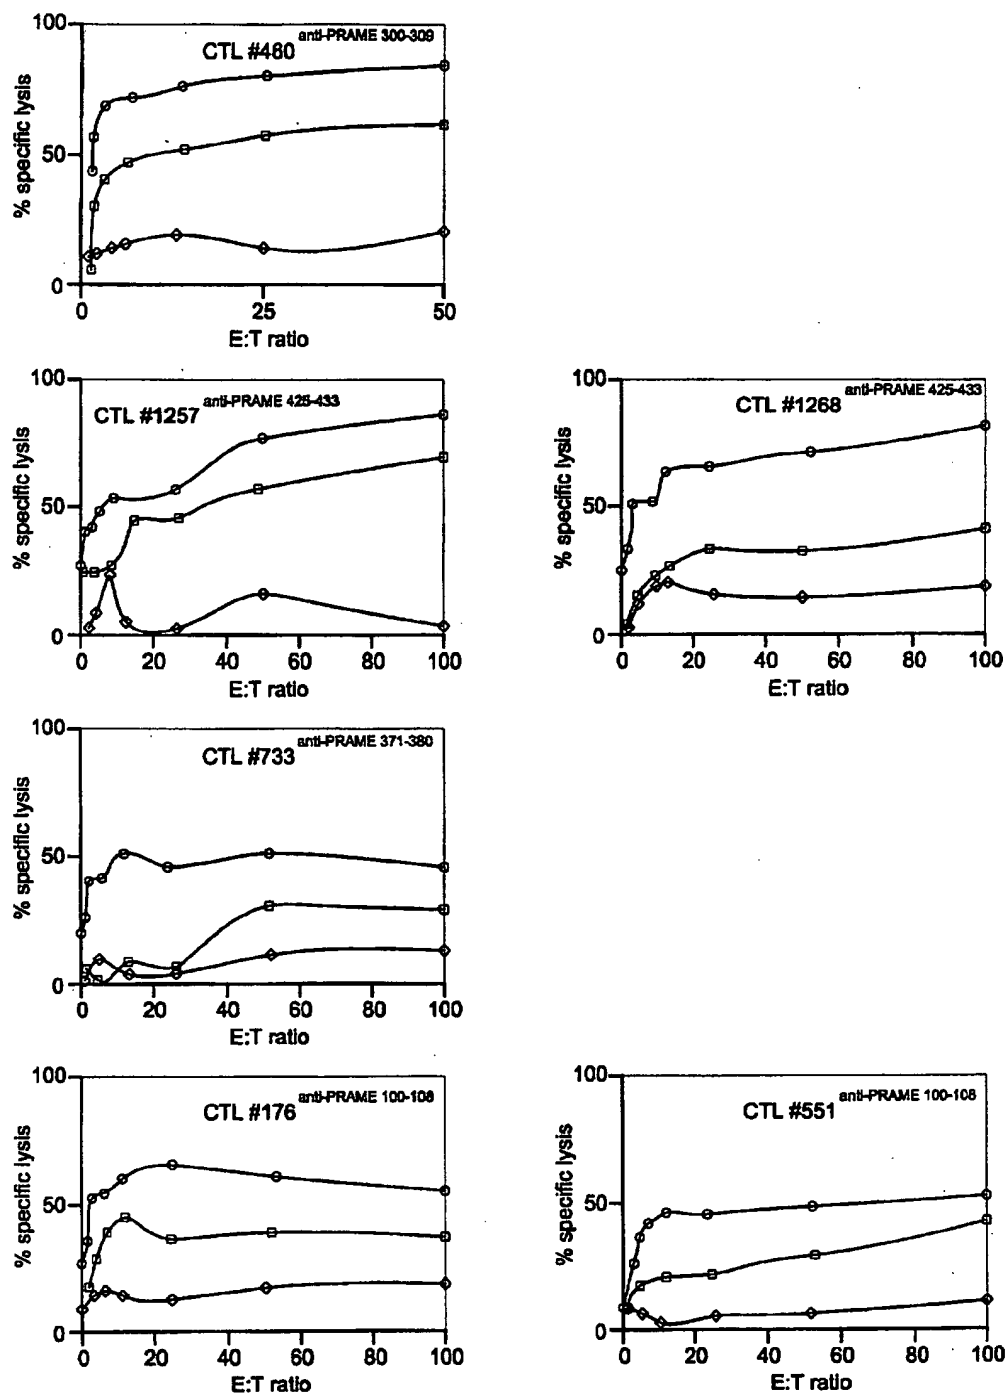 100
anti-PRAME 300-309
CTL #460
% specific lysis
50
0
0 25 50
E:T ratio
100
anti-PRAME 425-433
CTL #1257
% specific lysis
50
0
0 20 40 60 80 100
E:T ratio
100
anti-PRAME 425-433
CTL #1268
% specific lysis
50
0
0 20 40 60 80 100
E:T ratio
100
anti-PRAME 371-380
CTL #733
% specific lysis
50
0
0 20 40 60 80 100
E:T ratio
100
anti-PRAME 100-108
CTL #176
% specific lysis
50
0
0 20 40 60 80 100
E:T ratio
100
anti-PRAME 100-108
CTL #551
% specific lysis
50
0
0 20 40 60 80 100
E:T ratio